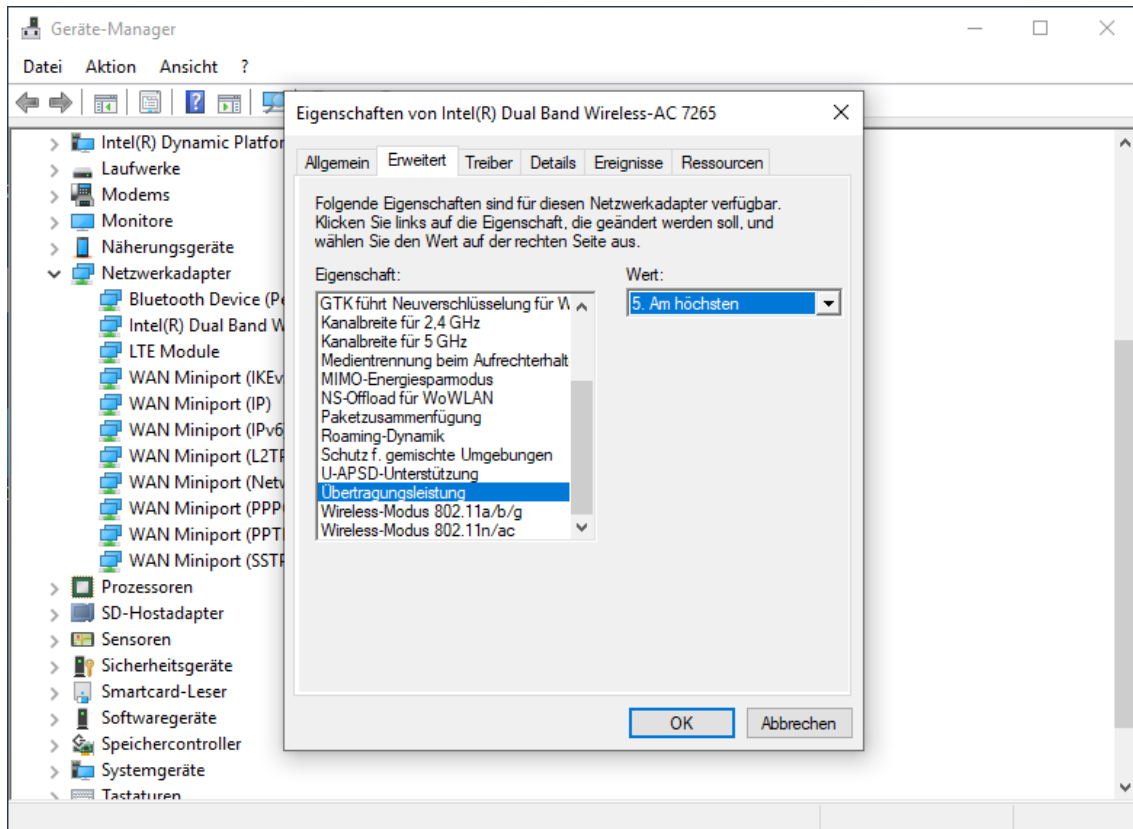 Geräte-Manager
Datei Aktion Ansicht ?
Intel(R) Dynamic Platfor
Laufwerke
Modems
Monitore
Näherungsgeräte
Netzwerkadapter
Bluetooth Device (Pe
Intel(R) Dual Band W
LTE Module
WAN Miniport (IKEv
WAN Miniport (IP)
WAN Miniport (IPv6
WAN Miniport (L2TP
WAN Miniport (Netw
WAN Miniport (PPPO
WAN Miniport (PPTP
WAN Miniport (SSTP
Prozessoren
SD-Hostadapter
Sensoren
Sicherheitsgeräte
Smartcard-Leser
Softwaregeräte
Speichercontroller
Systemgeräte
Tastaturen
Eigenschaften von Intel(R) Dual Band Wireless-AC 7265
Allgemein Erweitert Treiber Details Ereignisse Ressourcen
Folgende Eigenschaften sind für diesen Netzwerkadapter verfügbar.
Klicken Sie links auf die Eigenschaft, die geändert werden soll, und
wählen Sie den Wert auf der rechten Seite aus.
Eigenschaft:
GTK führt Neuverschlüsselung für W
Kanalbreite für 2,4 GHz
Kanalbreite für 5 GHz
Medientrennung beim Aufrechterhalt
MIMO-Energiesparmodus
NS-Offload für WoWLAN
Paketzusammenfügung
Roaming-Dynamik
Schutz f. gemischte Umgebungen
U-APSD-Unterstützung
Übertragungsleistung
Wireless-Modus 802.11a/b/g
Wireless-Modus 802.11n/ac
Wert:
5. Am höchsten
OK Abbrechen